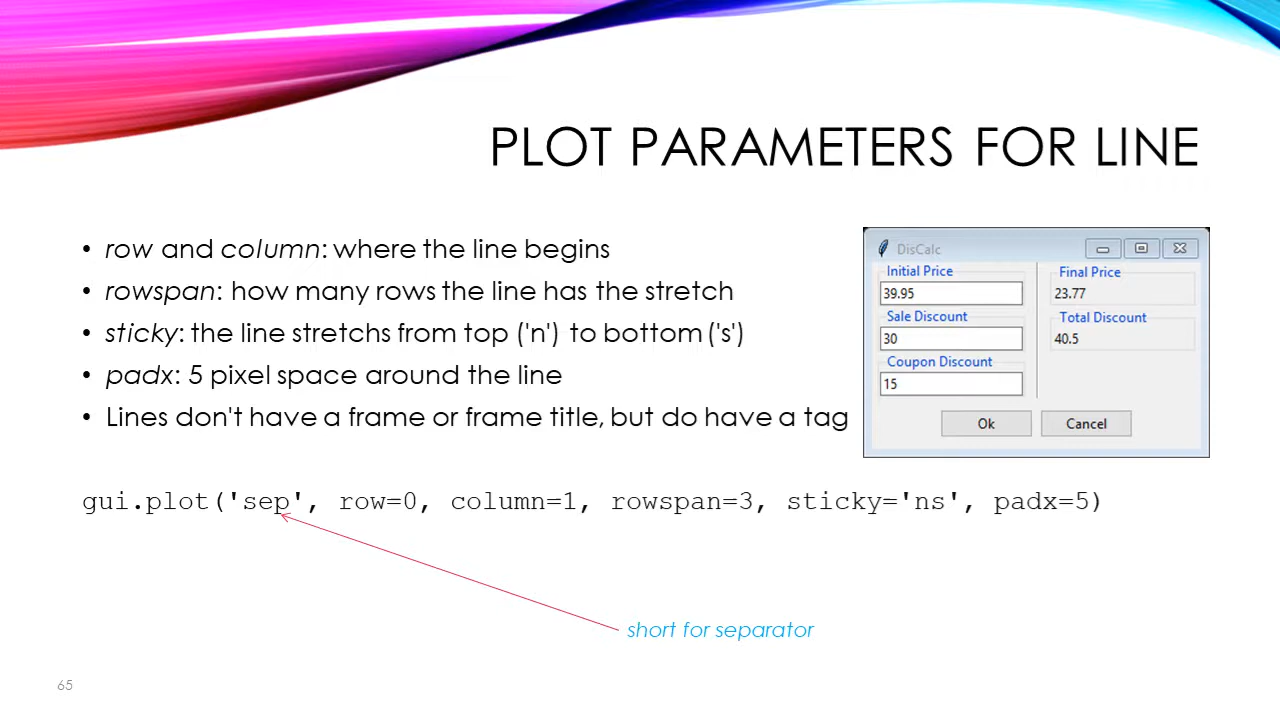 PLOT PARAMETERS FOR LINE
• row and column: where the line begins
• rowspan: how many rows the line has the stretch
• sticky: the line stretchs from top ('n') to bottom ('s')
• padx: 5 pixel space around the line
• Lines don't have a frame or frame title, but do have a tag
DisCalc
Initial Price
39.95
Sale Discount
30
Coupon Discount
15
Final Price
23.77
Total Discount
40.5
Ok
Cancel
gui.plot('sep', row=0, column=1, rowspan=3, sticky='ns', padx=5)
short for separator
65